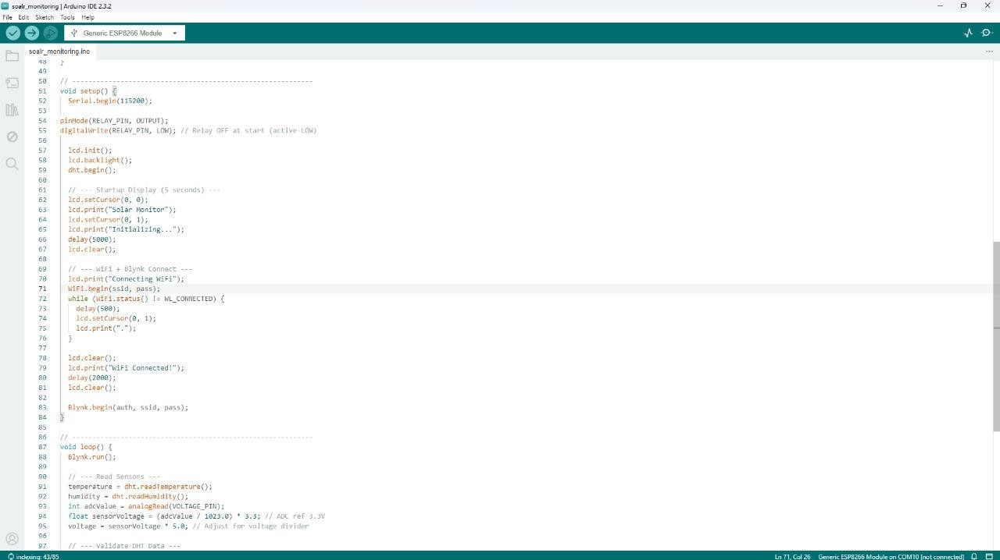 soalr_monitoring | Arduino IDE 2.3.2
File Edit Sketch Tools Help
Generic ESP8266 Module
soalr_monitoring.ino
48 }
49
50 // ------------------------------------------------------------
51 void setup() {
52 Serial.begin(115200);
53
54 pinMode(RELAY_PIN, OUTPUT);
55 digitalWrite(RELAY_PIN, LOW); // Relay OFF at start (active-LOW)
56
57 lcd.init();
58 lcd.backlight();
59 dht.begin();
60
61 // --- Startup Display (5 seconds) ---
62 lcd.setCursor(0, 0);
63 lcd.print("Solar Monitor");
64 lcd.setCursor(0, 1);
65 lcd.print("Initializing...");
66 delay(5000);
67 lcd.clear();
68
69 // --- WiFi + Blynk Connect ---
70 lcd.print("Connecting WiFi");
71 WiFi.begin(ssid, pass);
72 while (WiFi.status() != WL_CONNECTED) {
73 delay(500);
74 lcd.setCursor(0, 1);
75 lcd.print(".");
76 }
77
78 lcd.clear();
79 lcd.print("WiFi Connected!");
80 delay(2000);
81 lcd.clear();
82
83 Blynk.begin(auth, ssid, pass);
84 }
85
86 // ------------------------------------------------------------
87 void loop() {
88 Blynk.run();
89
90 // --- Read Sensors ---
91 temperature = dht.readTemperature();
92 humidity = dht.readHumidity();
93 int adcValue = analogRead(VOLTAGE_PIN);
94 float sensorVoltage = (adcValue / 1023.0) * 3.3; // ADC ref 3.3V
95 voltage = sensorVoltage * 5.0; // Adjust for voltage divider
96
97 // --- Validate DHT Data ---
indexing: 43/85 Ln 71, Col 26 Generic ESP8266 Module on COM10 [not connected]